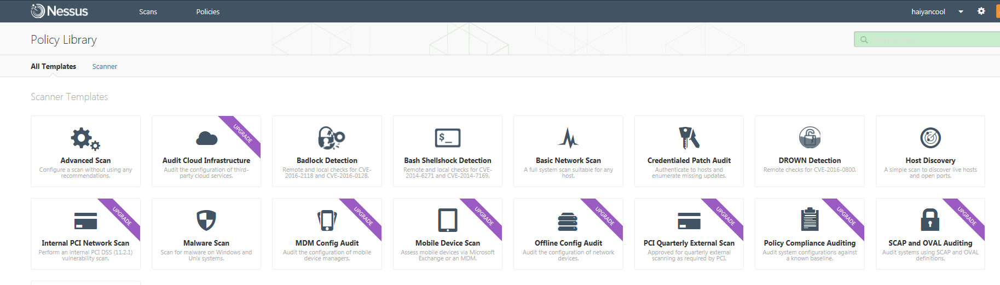 Nessus Scans Policies haiyancool
Policy Library
All Templates Scanner
Scanner Templates
UPGRADE
$_
Advanced Scan
Configure a scan without using any
recommendations.
Audit Cloud Infrastructure
Audit the configuration of third-
party cloud services.
Badlock Detection
Remote and local checks for CVE-
2016-2118 and CVE-2016-0128.
Bash Shellshock Detection
Remote and local checks for CVE-
2014-6271 and CVE-2014-7169.
Basic Network Scan
A full system scan suitable for any
host.
Credentialed Patch Audit
Authenticate to hosts and
enumerate missing updates.
DROWN Detection
Remote checks for CVE-2016-0800.
Host Discovery
A simple scan to discover live hosts
and open ports.
UPGRADE
Internal PCI Network Scan
Perform an internal PCI DSS (11.2.1)
vulnerability scan.
Malware Scan
Scan for malware on Windows and
Unix systems.
UPGRADE
MDM Config Audit
Audit the configuration of mobile
device managers.
UPGRADE
Mobile Device Scan
Assess mobile devices via Microsoft
Exchange or an MDM.
UPGRADE
Offline Config Audit
Audit the configuration of network
devices.
UPGRADE
PCI Quarterly External Scan
Approved for quarterly external
scanning as required by PCI.
UPGRADE
Policy Compliance Auditing
Audit system configurations against
a known baseline.
UPGRADE
SCAP and OVAL Auditing
Audit systems using SCAP and OVAL
definitions.